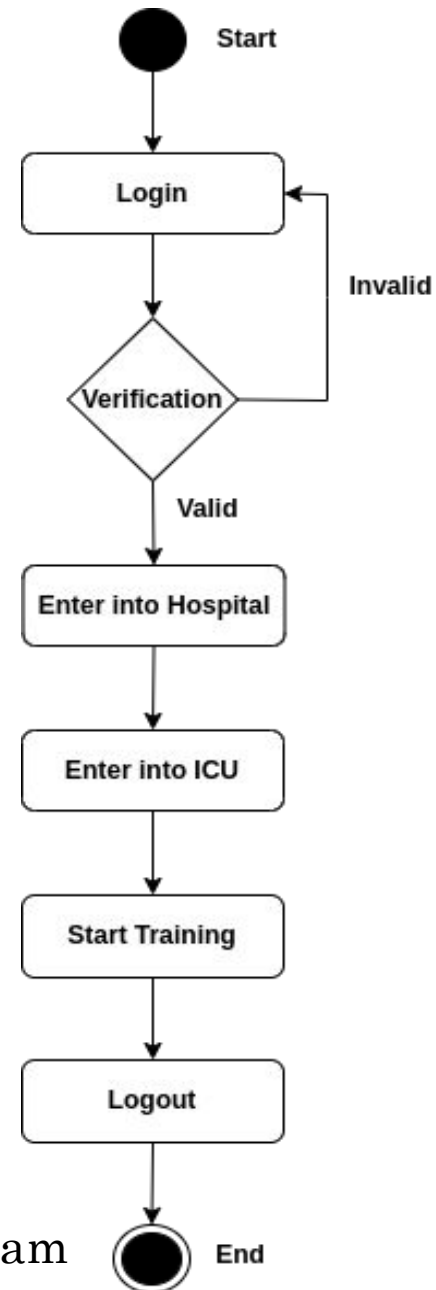 Start
Login
Invalid
Verification
Valid
Enter into Hospital
Enter into ICU
Start Training
Logout
am
End